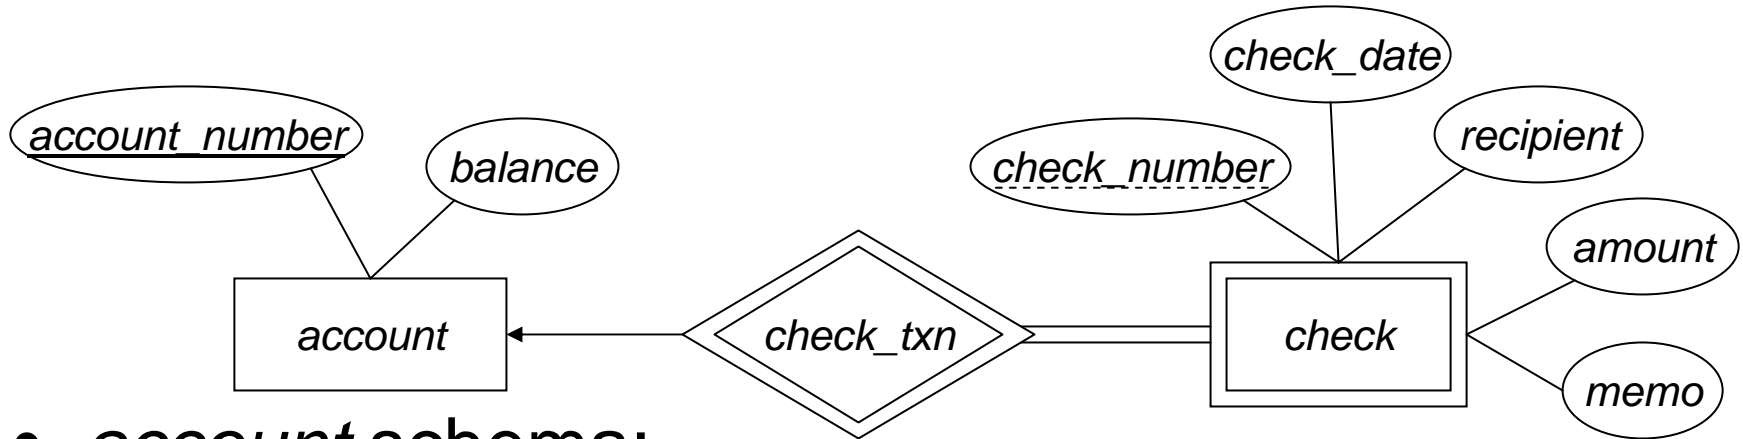 check_date
account_number
balance
check_number
recipient
amount
account
check_txn
check
memo
• account schema: